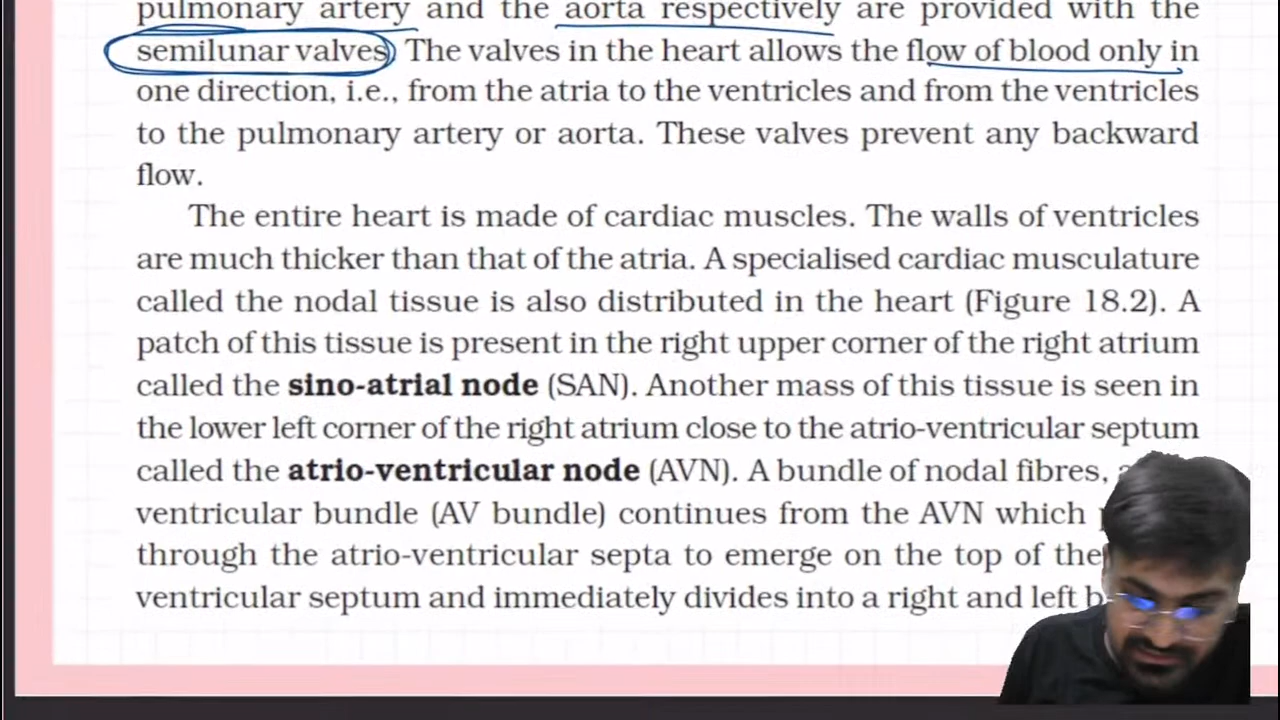 pulmonary artery and the aorta respectively are provided with the
semilunar valves. The valves in the heart allows the flow of blood only in
one direction, i.e., from the atria to the ventricles and from the ventricles
to the pulmonary artery or aorta. These valves prevent any backward
flow.
The entire heart is made of cardiac muscles. The walls of ventricles
are much thicker than that of the atria. A specialised cardiac musculature
called the nodal tissue is also distributed in the heart (Figure 18.2). A
patch of this tissue is present in the right upper corner of the right atrium
called the sino-atrial node (SAN). Another mass of this tissue is seen in
the lower left corner of the right atrium close to the atrio-ventricular septum
called the atrio-ventricular node (AVN). A bundle of nodal fibres,
ventricular bundle (AV bundle) continues from the AVN which
through the atrio-ventricular septa to emerge on the top of the
ventricular septum and immediately divides into a right and left